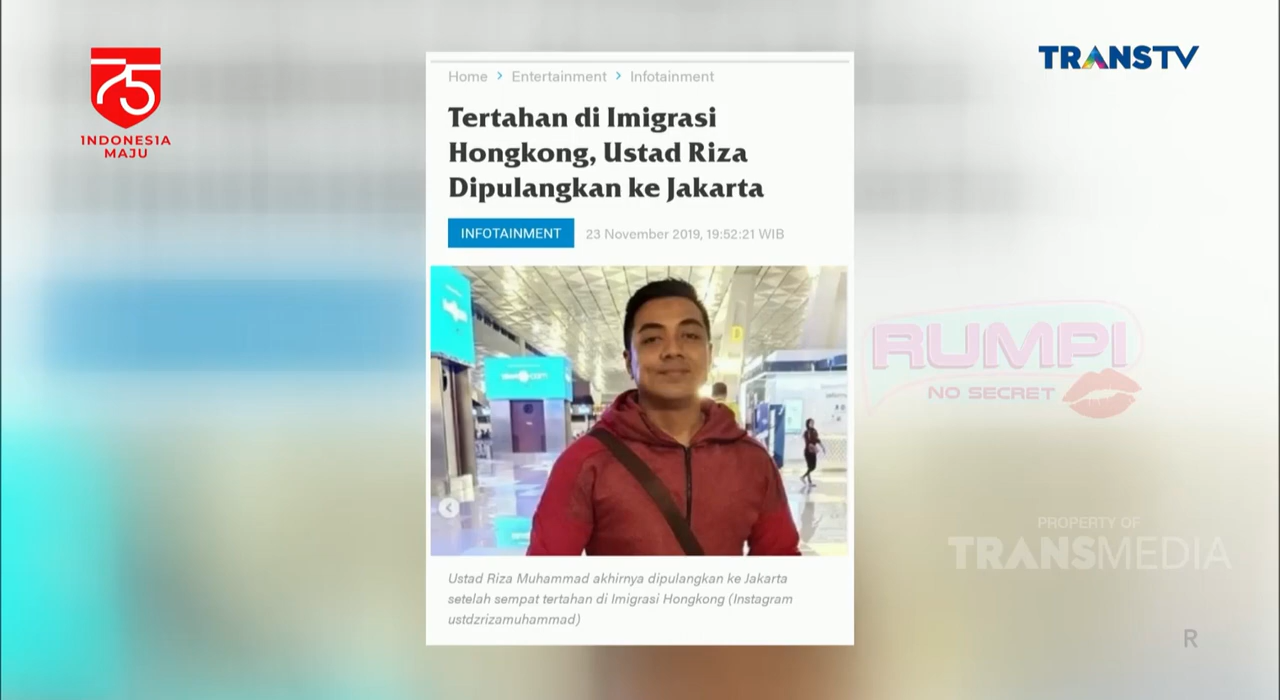 75
INDONESIA
MAJU
TRANSTV
Home > Entertainment > Infotainment
Tertahan di Imigrasi
Hongkong, Ustad Riza
Dipulangkan ke Jakarta
INFOTAINMENT 23 November 2019, 19:52:21 WIB
RUMPI
NO SECRET
PROPERTY OF
TRANSMEDIA
Ustad Riza Muhammad akhirnya dipulangkan ke Jakarta
setelah sempat tertahan di Imigrasi Hongkong (Instagram
ustdzrizamuhammad)
R